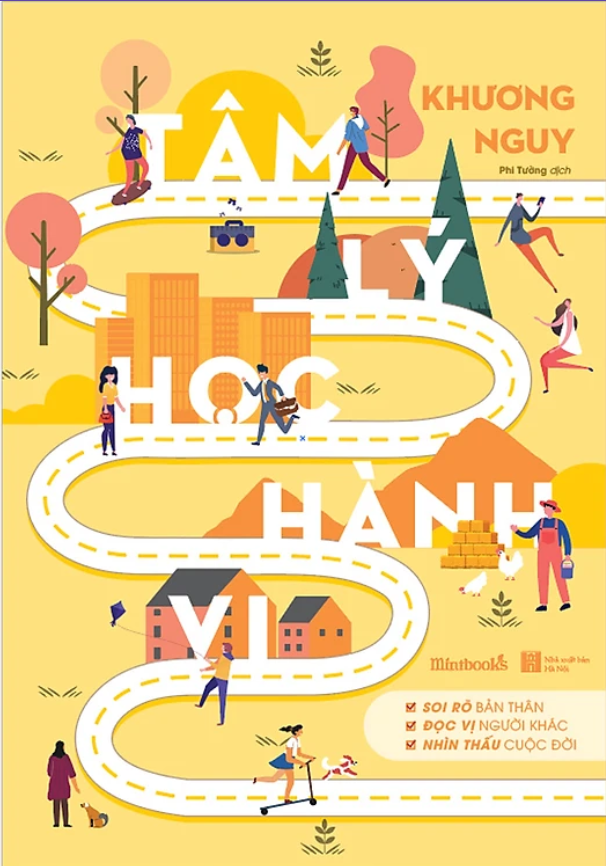 KHƯƠNG
NGUY
Phi Tường dịch
TÂM
LÝ
HỌC
HÀNH
VI
Mintbooks
Nhà xuất bản
Hà Nội
SOI RÕ BẢN THÂN
ĐỌC VỊ NGƯỜI KHÁC
NHÌN THẤU CUỘC ĐỜI